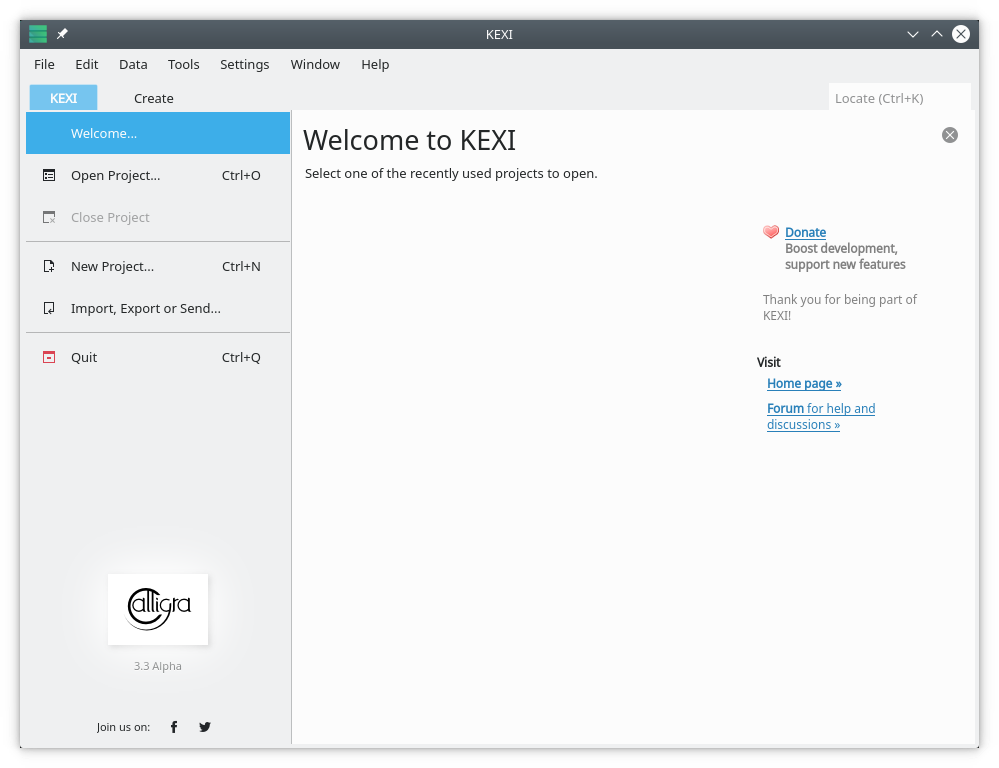 KEXI
File Edit Data Tools Settings Window Help
KEXI Create Locate (Ctrl+K)
Welcome...
Open Project... Ctrl+O
Close Project
New Project... Ctrl+N
Import, Export or Send...
Quit Ctrl+Q
Calligra
3.3 Alpha
Join us on:
Welcome to KEXI
Select one of the recently used projects to open.
Donate
Boost development,
support new features
Thank you for being part of
KEXI!
Visit
Home page »
Forum for help and
discussions »